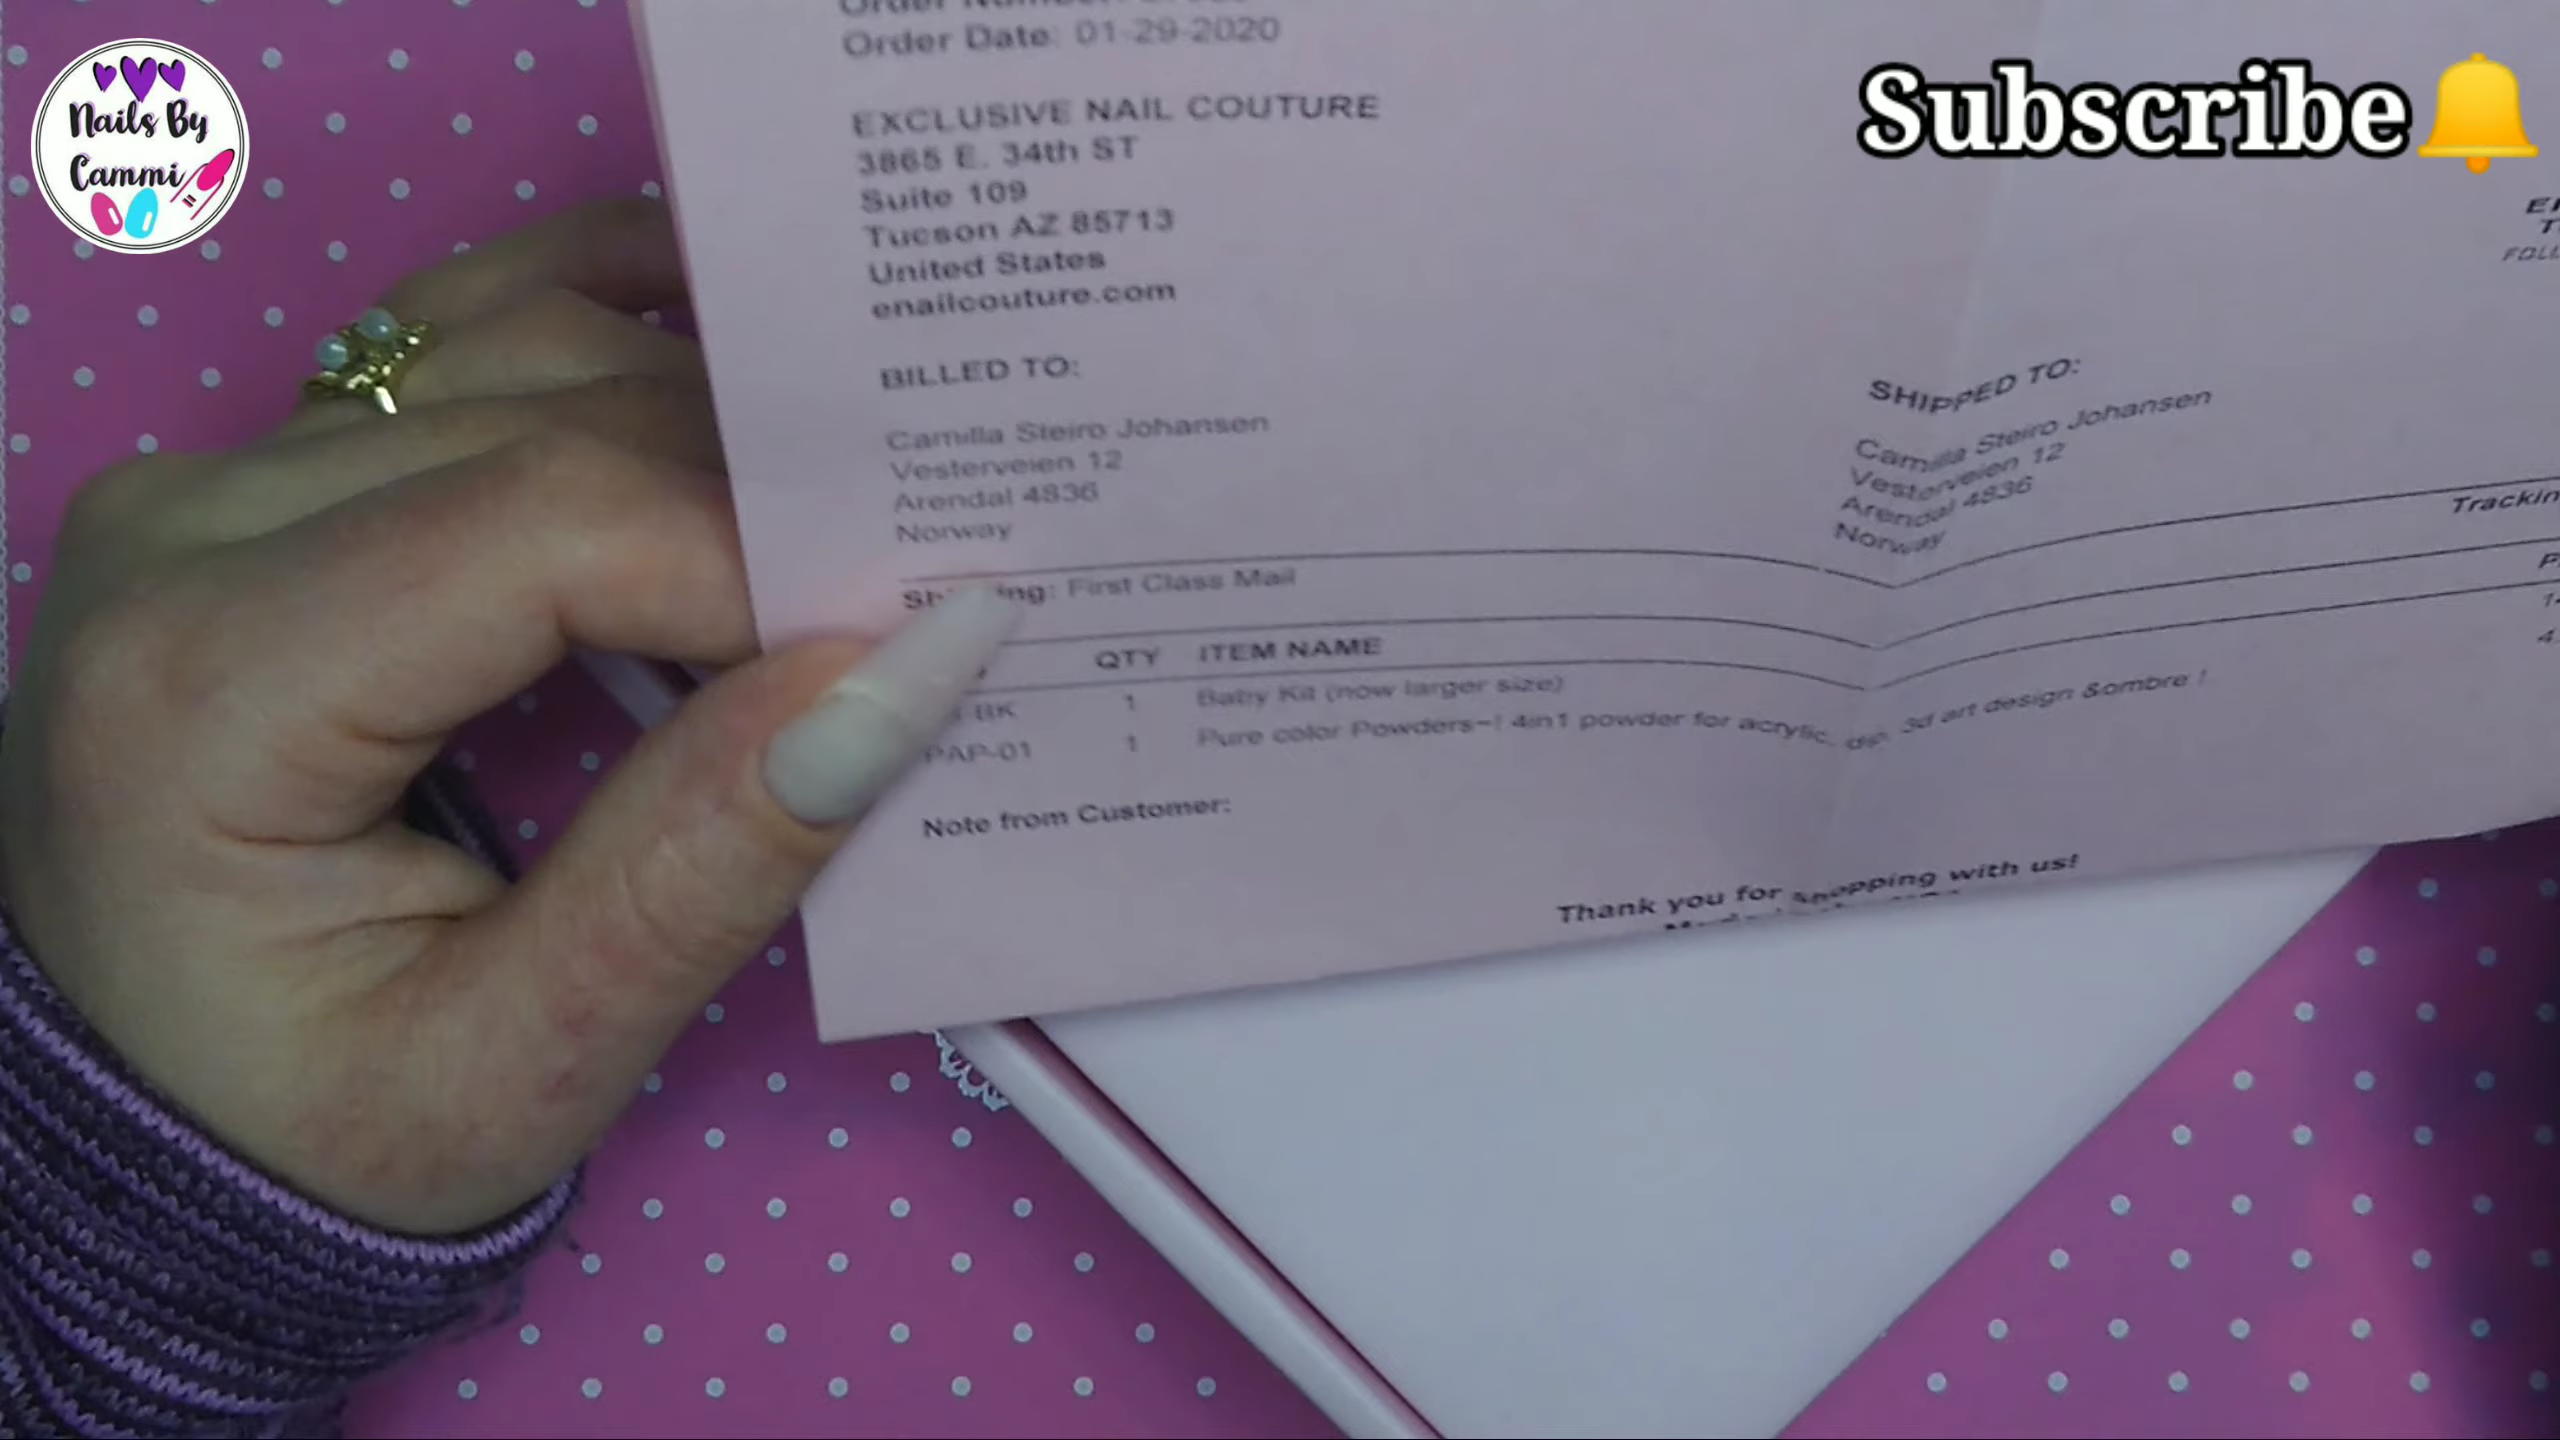 Nails By
Cammi
Subscribe
Order Date: 01-29-2020
EXCLUSIVE NAIL COUTURE
3865 E. 34th ST
Suite 109
Tucson AZ 85713
United States
enailcouture.com
BILLED TO:
Camilla Steiro Johansen
Vesterveien 12
Arendal 4836
Norway
SHIPPED TO:
Camilla Steiro Johansen
Vesterveien 12
Arendal 4836
Norway
Shipping: First Class Mail
QTY ITEM NAME
BK 1 Baby Kit (now larger size)
PAP-01 1 Pure color Powders~! 4in1 powder for acrylic, dip, 3d art design &ombre !
Note from Customer:
Thank you for shopping with us!